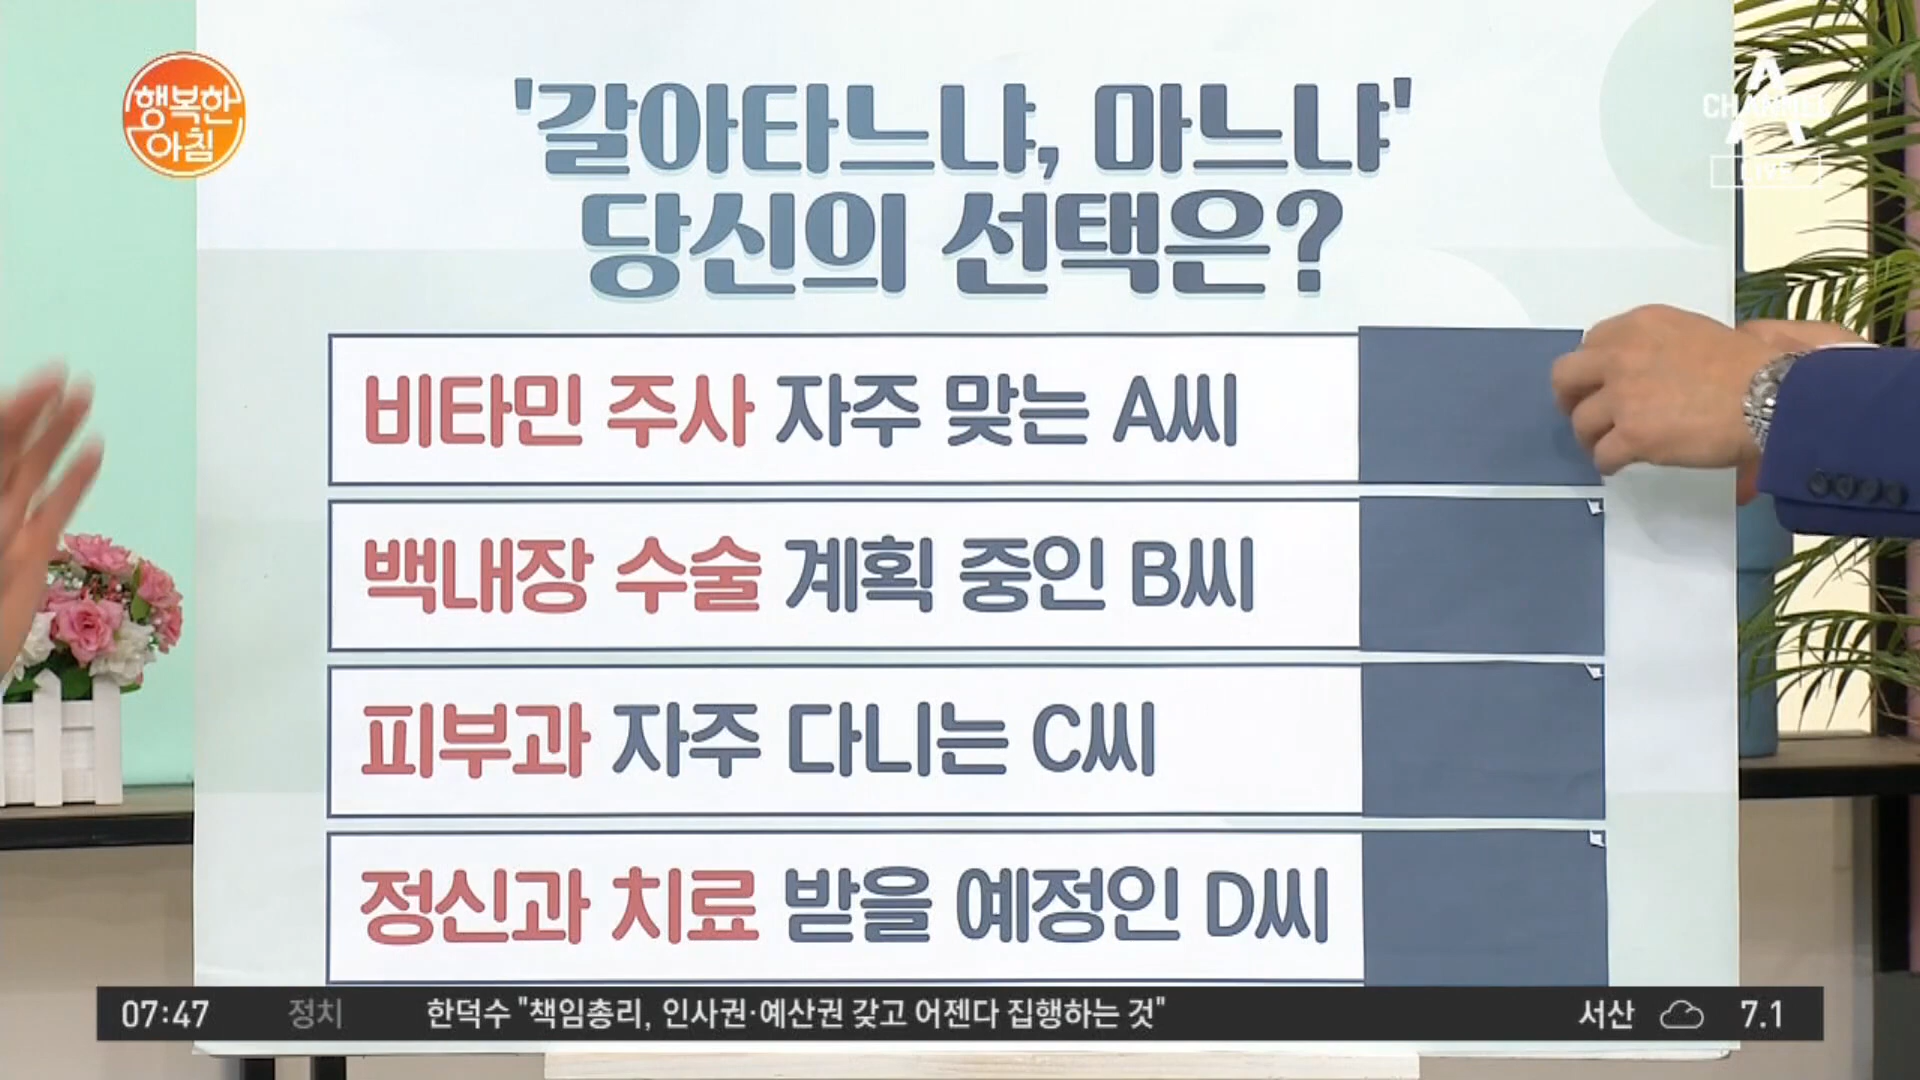 행복한
아침
CHANNEL A
LIVE
'갈아타느냐, 마느냐'
당신의 선택은?
비타민 주사 자주 맞는 A씨
백내장 수술 계획 중인 B씨
피부과 자주 다니는 C씨
정신과 치료 받을 예정인 D씨
07:47 정치 한덕수 "책임총리, 인사권·예산권 갖고 어젠다 집행하는 것" 서산 7.1